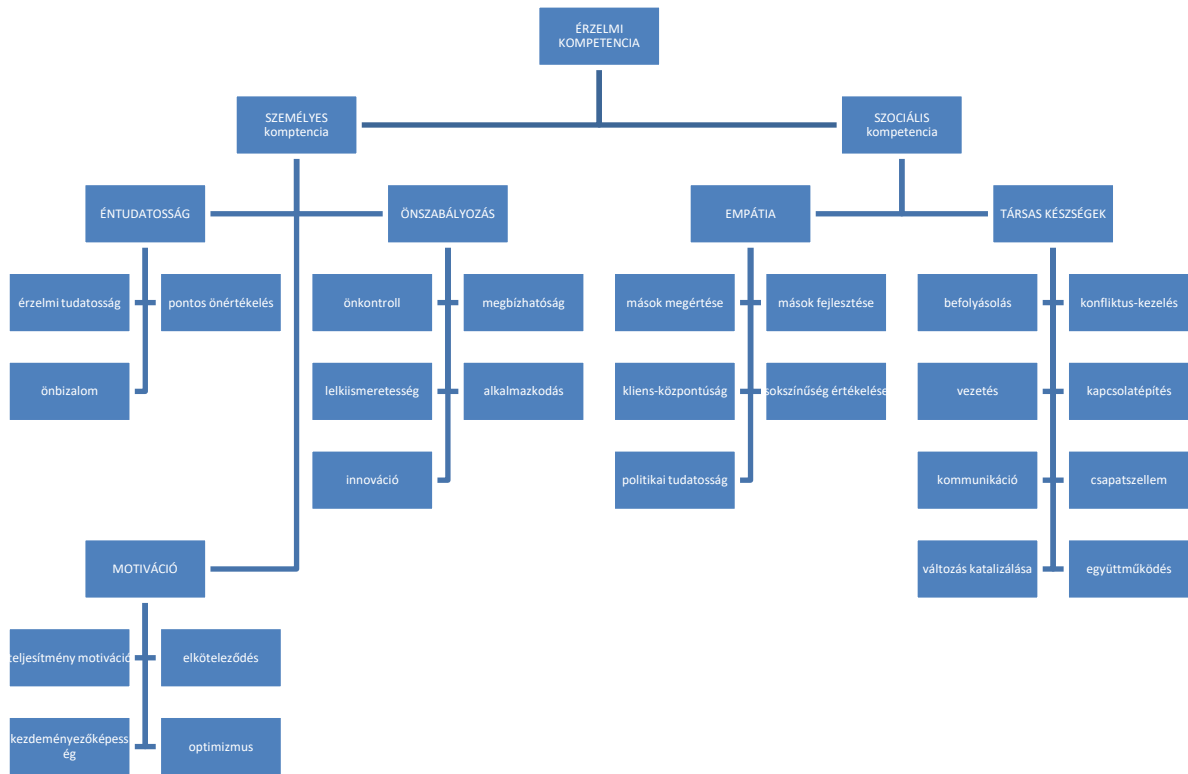 ÉRZELMI
KOMPETENCIA
SZEMÉLYES
komptencia
SZOCIÁLIS
kompetencia
ÉNTUDATOSSÁG
ÖNSZABÁLYOZÁS
EMPÁTIA
TÁRSAS KÉSZSÉGEK
érzelmi tudatosság
pontos önértékelés
önkontroll
megbízhatóság
mások megértése
mások fejlesztése
befolyásolás
konfliktus-kezelés
önbizalom
lelkiismeretesség
alkalmazkodás
kliens-központúság
sokszínűség értékelése
vezetés
kapcsolatépítés
innováció
politikai tudatosság
kommunikáció
csapatszellem
MOTIVÁCIÓ
változás katalizálása
együttműködés
teljesítmény motiváció
elköteleződés
kezdeményezőképess
ég
optimizmus